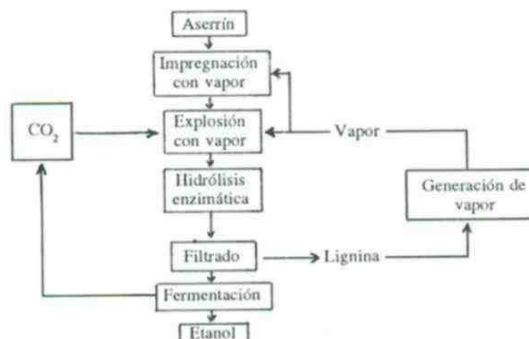 Aserrín
Impregnación
con vapor
CO₂
Explosión
con vapor
Vapor
Hidrólisis
enzimática
Generación de
vapor
Filtrado
Lignina
Fermentación
Etanol